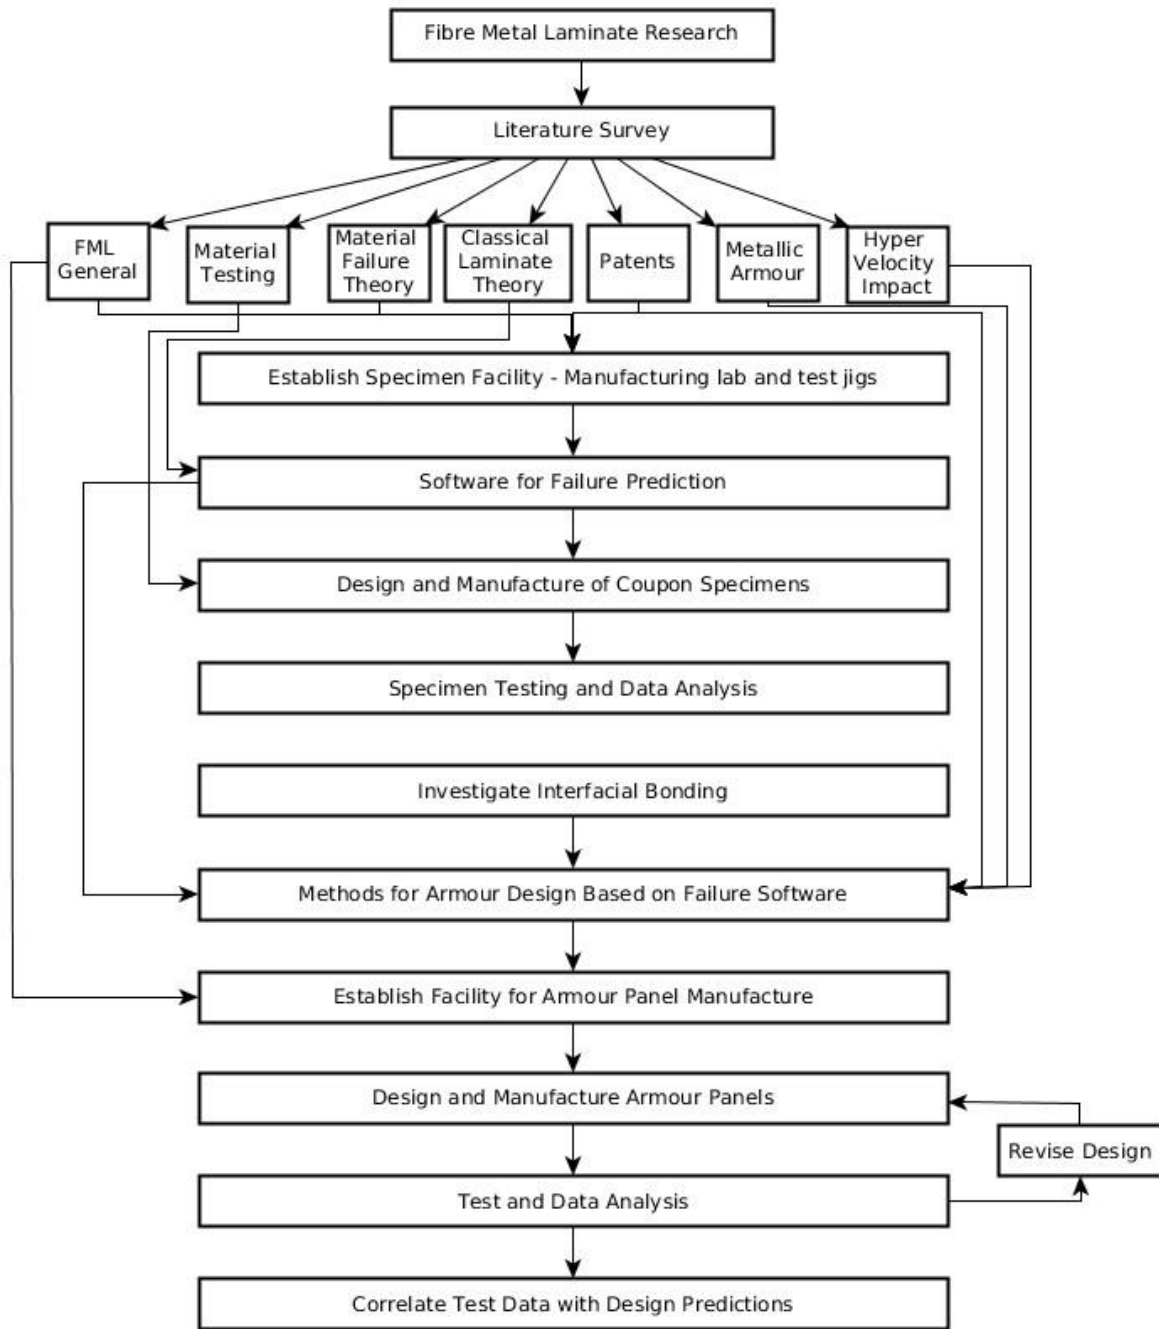 Fibre Metal Laminate Research
Literature Survey
FML
General
Material
Testing
Material
Failure
Theory
Classical
Laminate
Theory
Patents
Metallic
Armour
Hyper
Velocity
Impact
Establish Specimen Facility - Manufacturing lab and test jigs
Software for Failure Prediction
Design and Manufacture of Coupon Specimens
Specimen Testing and Data Analysis
Investigate Interfacial Bonding
Methods for Armour Design Based on Failure Software
Establish Facility for Armour Panel Manufacture
Design and Manufacture Armour Panels
Revise Design
Test and Data Analysis
Correlate Test Data with Design Predictions